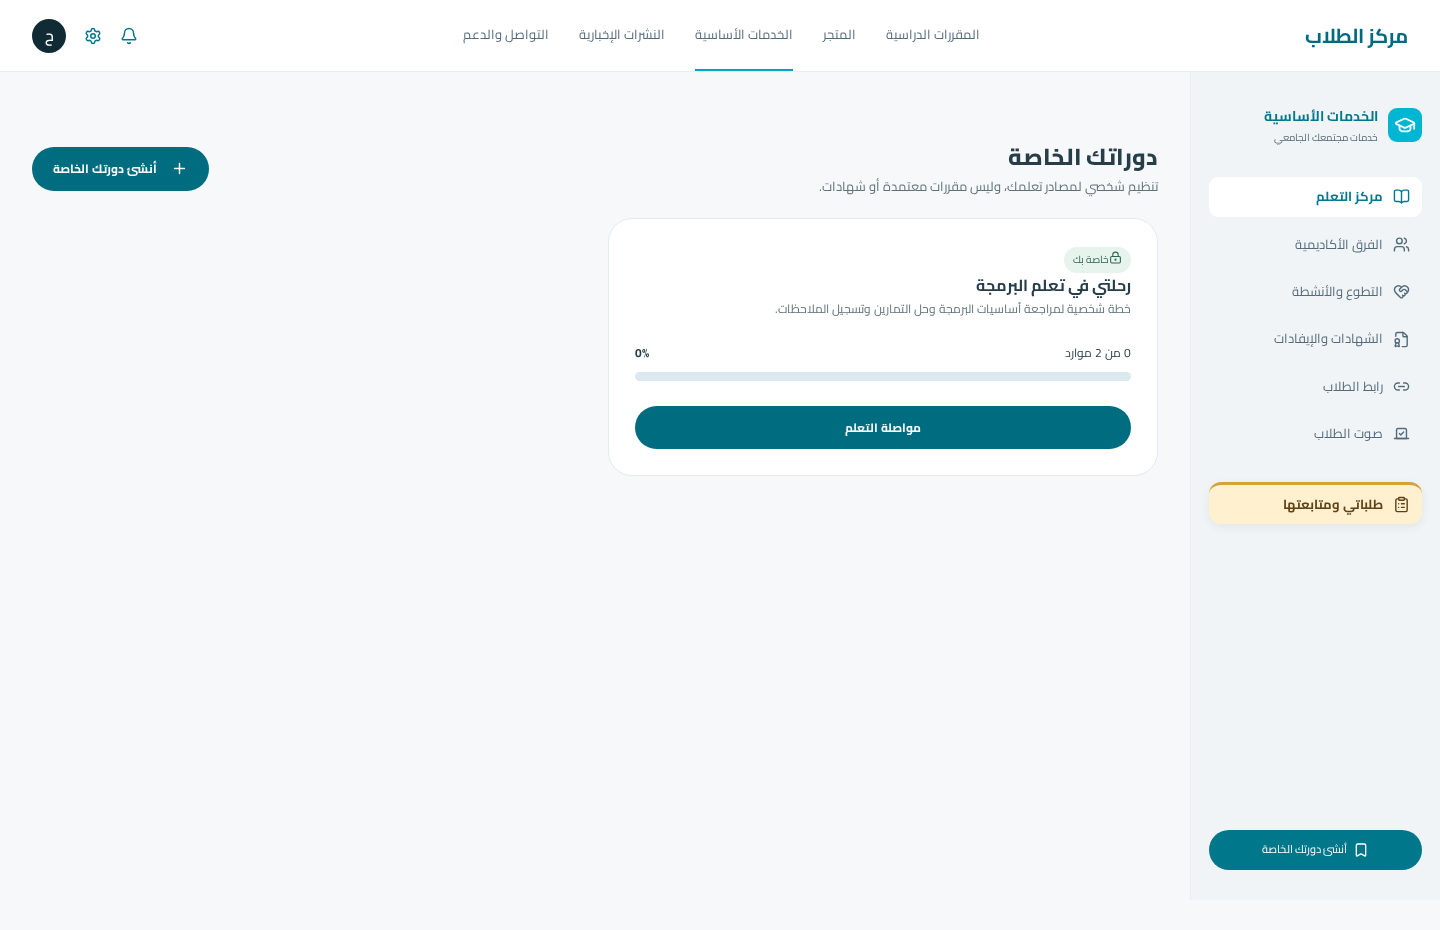 مركز الطلاب
المقررات الدراسية
المتجر
الخدمات الأساسية
النشرات الإخبارية
التواصل والدعم
ح
الخدمات الأساسية
خدمات مجتمعك الجامعي
مركز التعلم
الفرق الأكاديمية
التطوع والأنشطة
الشهادات والإيفادات
رابط الطلاب
صوت الطلاب
طلباتي ومتابعتها
أنشئ دورتك الخاصة
دوراتك الخاصة
تنظيم شخصي لمصادر تعلمك، وليس مقررات معتمدة أو شهادات.
أنشئ دورتك الخاصة
خاصة بك
رحلتي في تعلم البرمجة
خطة شخصية لمراجعة أساسيات البرمجة وحل التمارين وتسجيل الملاحظات.
0 من 2 موارد
0%
مواصلة التعلم